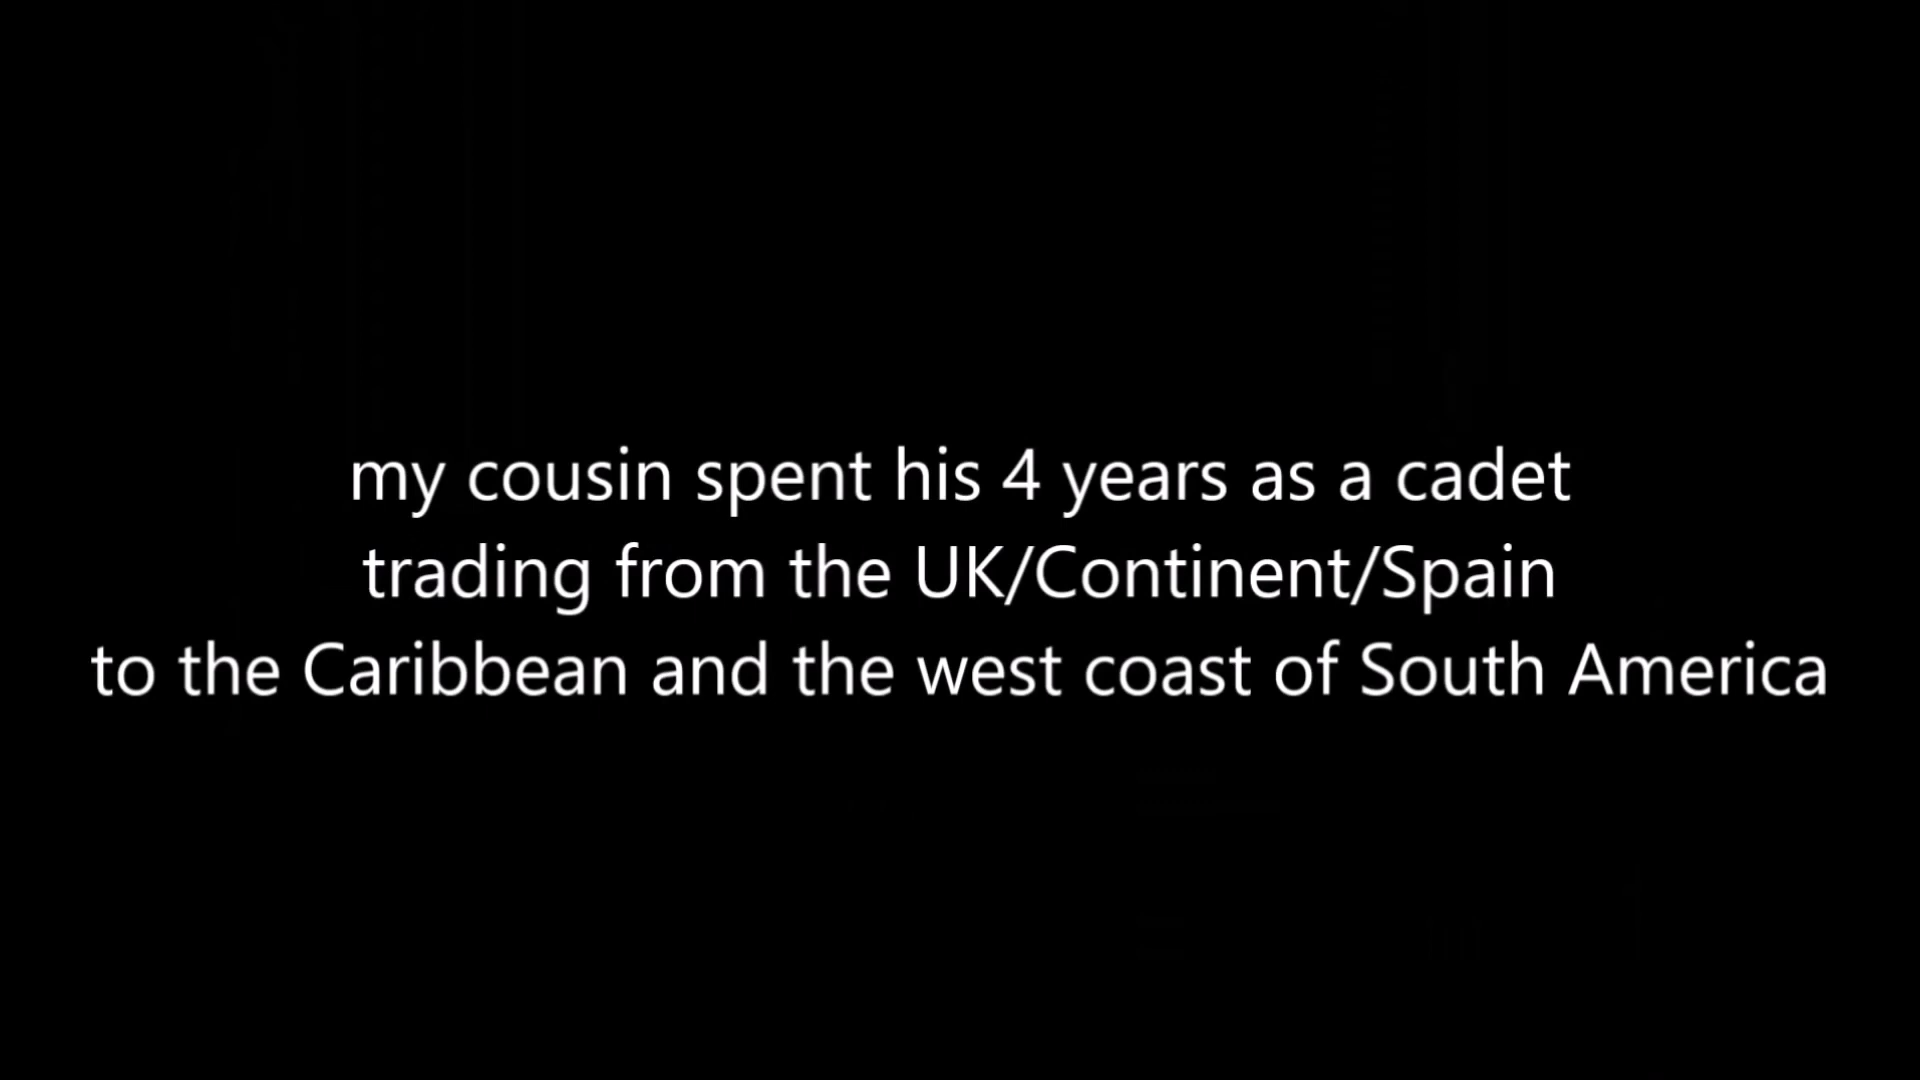 my cousin spent his 4 years as a cadet
trading from the UK/Continent/Spain
to the Caribbean and the west coast of South America